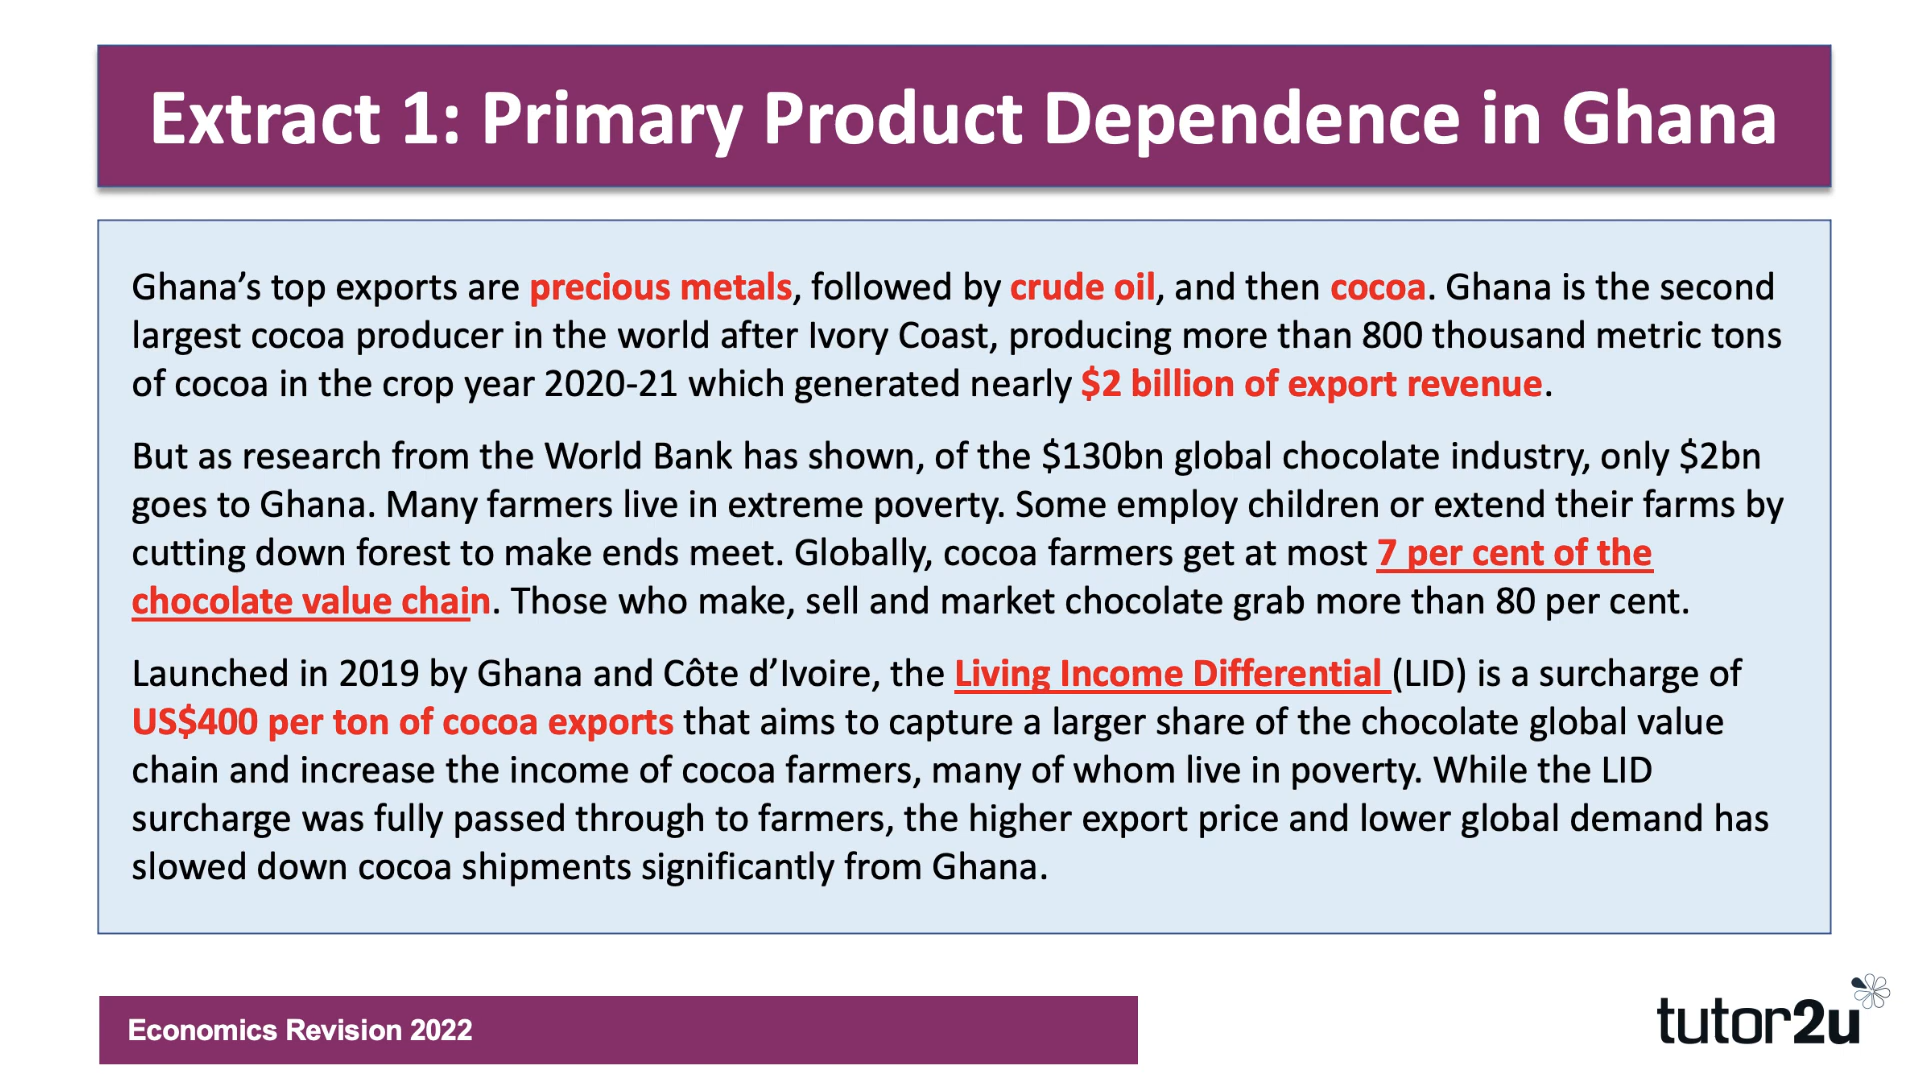 Extract 1: Primary Product Dependence in Ghana
Ghana’s top exports are precious metals, followed by crude oil, and then cocoa. Ghana is the second
largest cocoa producer in the world after Ivory Coast, producing more than 800 thousand metric tons
of cocoa in the crop year 2020-21 which generated nearly $2 billion of export revenue.
But as research from the World Bank has shown, of the $130bn global chocolate industry, only $2bn
goes to Ghana. Many farmers live in extreme poverty. Some employ children or extend their farms by
cutting down forest to make ends meet. Globally, cocoa farmers get at most 7 per cent of the
chocolate value chain. Those who make, sell and market chocolate grab more than 80 per cent.
Launched in 2019 by Ghana and Côte d’Ivoire, the Living Income Differential (LID) is a surcharge of
US$400 per ton of cocoa exports that aims to capture a larger share of the chocolate global value
chain and increase the income of cocoa farmers, many of whom live in poverty. While the LID
surcharge was fully passed through to farmers, the higher export price and lower global demand has
slowed down cocoa shipments significantly from Ghana.
Economics Revision 2022
tutor2u